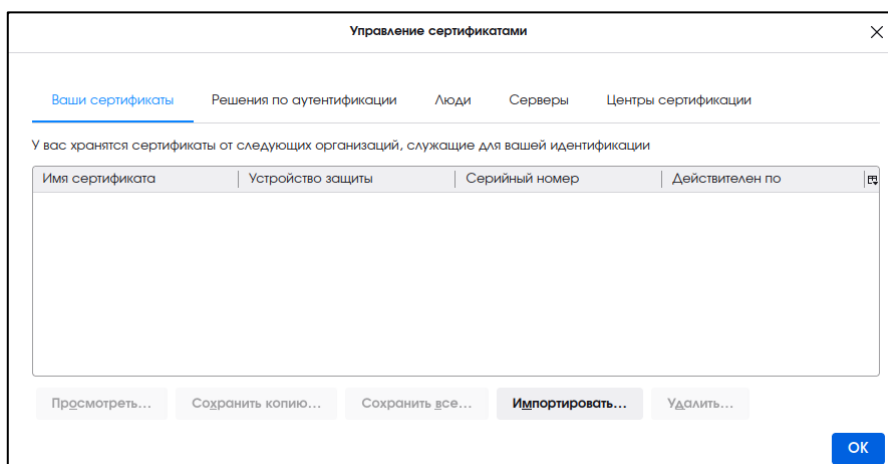 Управление сертификатами
Ваши сертификаты Решения по аутентификации Люди Серверы Центры сертификации
У вас хранятся сертификаты от следующих организаций, служащие для вашей идентификации
Имя сертификата Устройство защиты Серийный номер Действителен по
Просмотреть... Сохранить копию... Сохранить все... Импортировать... Удалить...
ОК